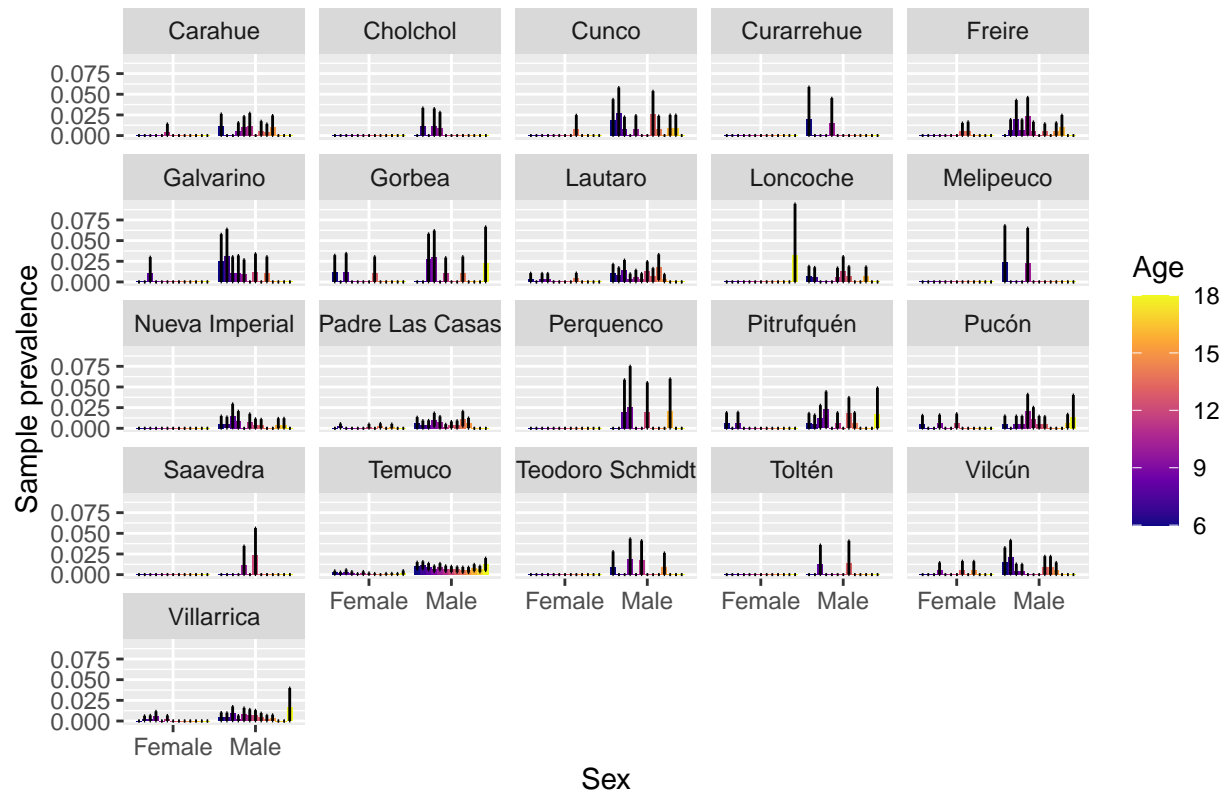 Carahue Cholchol Cunco Curarrehue Freire
0.075
0.050
0.025
0.000
Galvarino Gorbea Lautaro Loncoche Melipeuco
0.075
0.050
0.025
0.000
Nueva Imperial Padre Las Casas Perquenco Pitrufquén Pucón
0.075
0.050
0.025
0.000
Saavedra Temuco Teodoro Schmidt Toltén Vilcún
0.075
0.050
0.025
0.000
Female Male Female Male Female Male Female Male
Villarrica
0.075
0.050
0.025
0.000
Female Male
Sex
Sample prevalence
Age
18
15
12
9
6